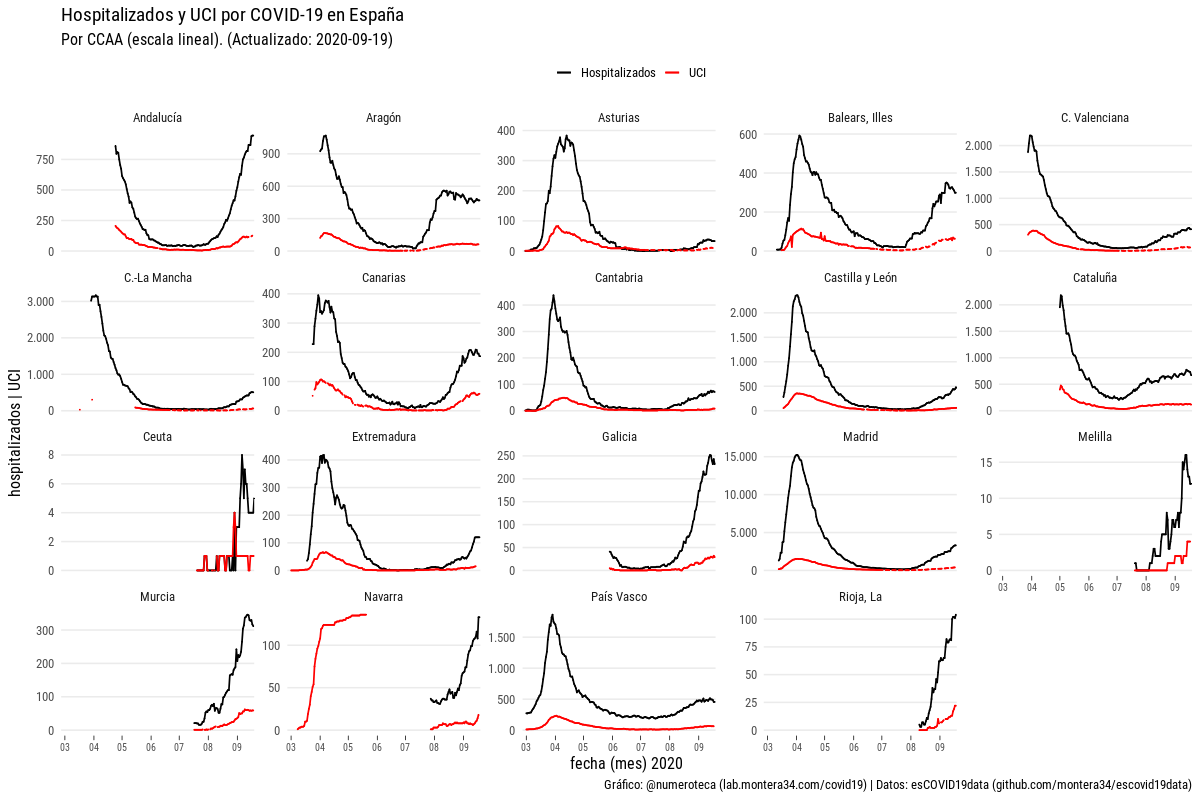 Hospitalizados y UCI por COVID-19 en España
Por CCAA (escala lineal). (Actualizado: 2020-09-19)
Hospitalizados UCI
Andalucía
750
500
250
0
Aragón
900
600
300
0
Asturias
400
300
200
100
0
Balears, Illes
600
400
200
0
C. Valenciana
2.000
1.500
1.000
500
0
C.-La Mancha
3.000
2.000
1.000
0
Canarias
400
300
200
100
0
Cantabria
400
300
200
100
0
Castilla y León
2.000
1.500
1.000
500
0
Cataluña
2.000
1.500
1.000
500
0
Ceuta
8
6
4
2
0
Extremadura
400
300
200
100
0
Galicia
250
200
150
100
50
0
Madrid
15.000
10.000
5.000
0
Melilla
15
10
5
0
03 04 05 06 07 08 09
Murcia
300
200
100
0
03 04 05 06 07 08 09
Navarra
100
50
0
03 04 05 06 07 08 09
País Vasco
1.500
1.000
500
0
03 04 05 06 07 08 09
Rioja, La
100
75
50
25
0
03 04 05 06 07 08 09
hospitalizados | UCI
fecha (mes) 2020
Gráfico: @numeroteca (lab.montera34.com/covid19) | Datos: esCOVID19data (github.com/montera34/escovid19data)